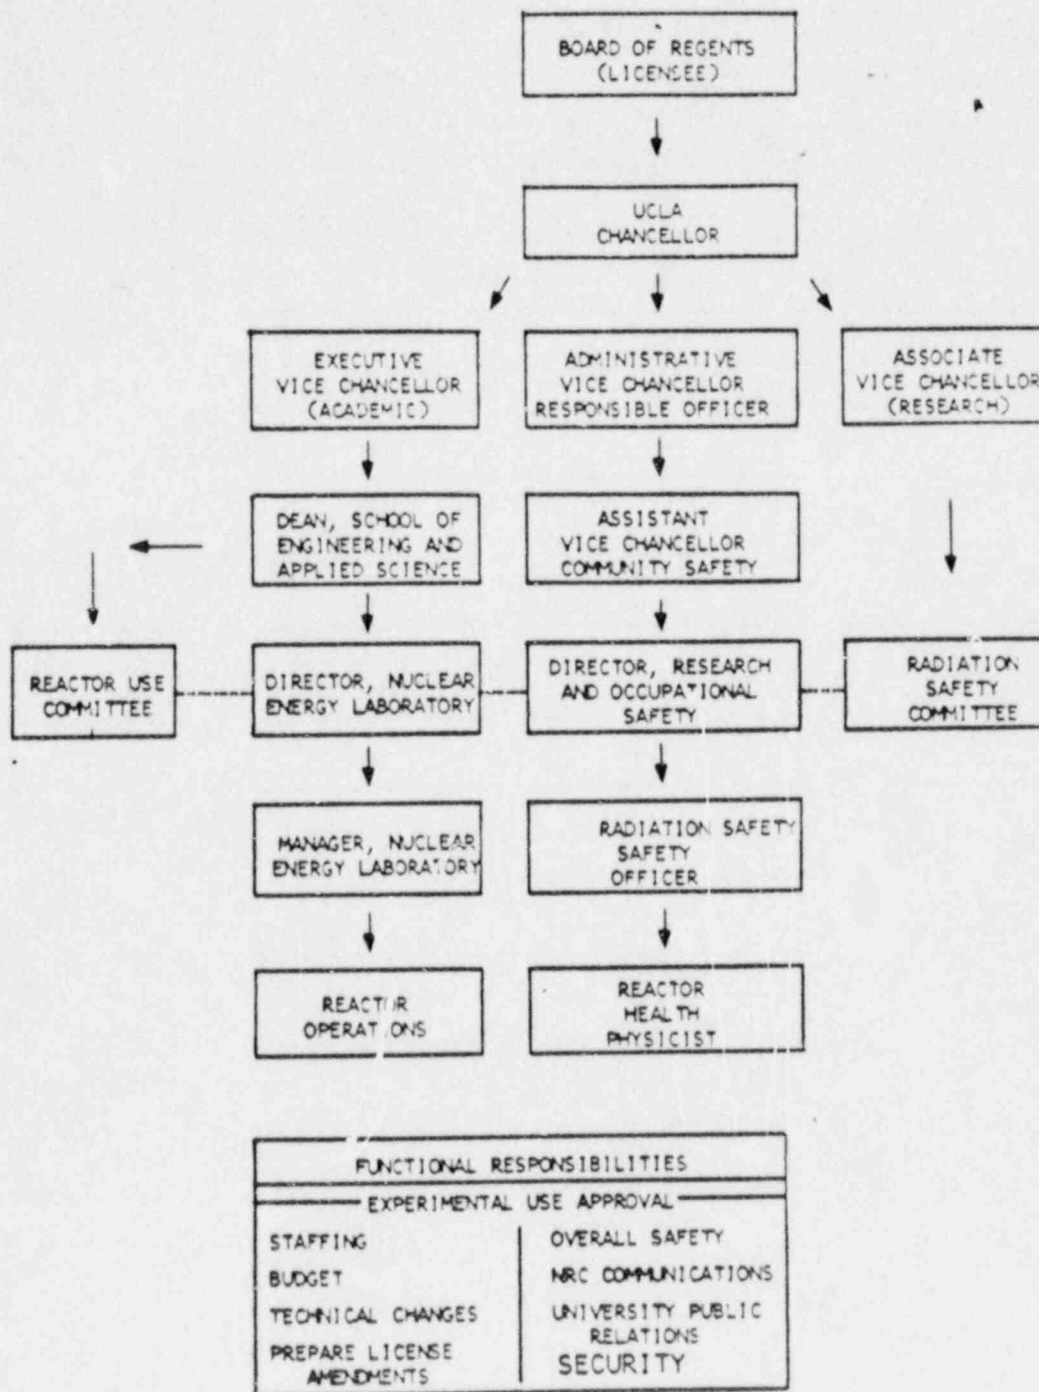 BOARD OF REGENTS
(LICENSEE)
UCLA
CHANCELLOR
EXECUTIVE
VICE CHANCELLOR
(ACADEMIC)
ADMINISTRATIVE
VICE CHANCELLOR
RESPONSIBLE OFFICER
ASSOCIATE
VICE CHANCELLOR
(RESEARCH)
DEAN, SCHOOL OF
ENGINEERING AND
APPLIED SCIENCE
ASSISTANT
VICE CHANCELLOR
COMMUNITY SAFETY
REACTOR USE
COMMITTEE
DIRECTOR, NUCLEAR
ENERGY LABORATORY
DIRECTOR, RESEARCH
AND OCCUPATIONAL
SAFETY
RADIATION
SAFETY
COMMITTEE
MANAGER, NUCLEAR
ENERGY LABORATORY
RADIATION SAFETY
SAFETY
OFFICER
REACTOR
OPERATIONS
REACTOR
HEALTH
PHYSICIST
FUNCTIONAL RESPONSIBILITIES
EXPERIMENTAL USE APPROVAL
STAFFING
BUDGET
TECHNICAL CHANGES
PREPARE LICENSE
AMENDMENTS
OVERALL SAFETY
NRC COMMUNICATIONS
UNIVERSITY PUBLIC
RELATIONS
SECURITY